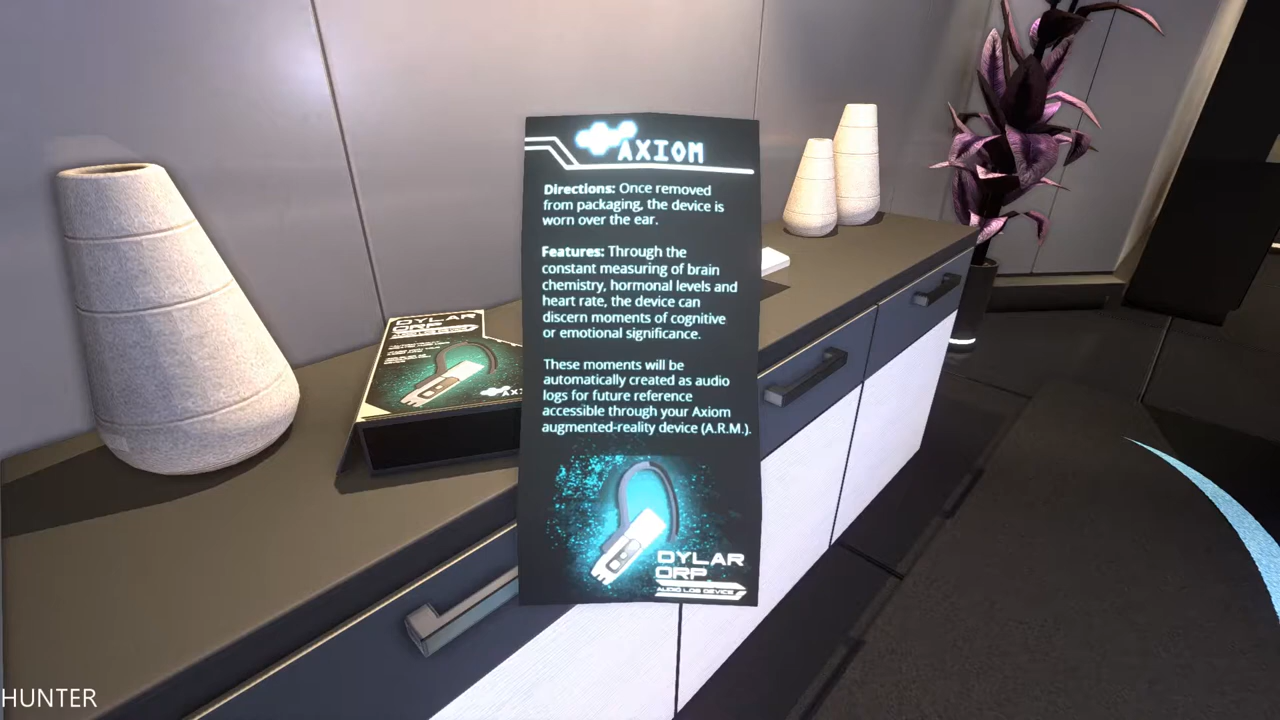 AXIOM
Directions: Once removed
from packaging, the device is
worn over the ear.
Features: Through the
constant measuring of brain
chemistry, hormonal levels and
heart rate, the device can
discern moments of cognitive
or emotional significance.
These moments will be
automatically created as audio
logs for future reference
accessible through your Axiom
augmented-reality device (A.R.M.).
DYLAR
ORP
AUDIO LOG DEVICE
DYLAR
ORP
HUNTER